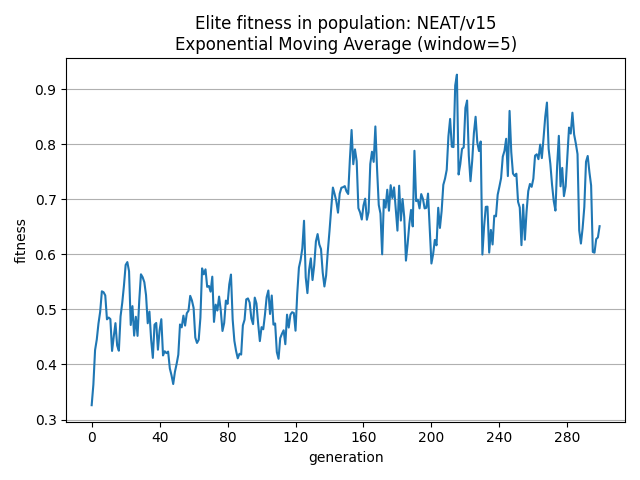 Elite fitness in population: NEAT/v15
Exponential Moving Average (window=5)
0.9
0.8
0.7
0.6
0.5
0.4
0.3
fitness
0 40 80 120 160 200 240 280
generation